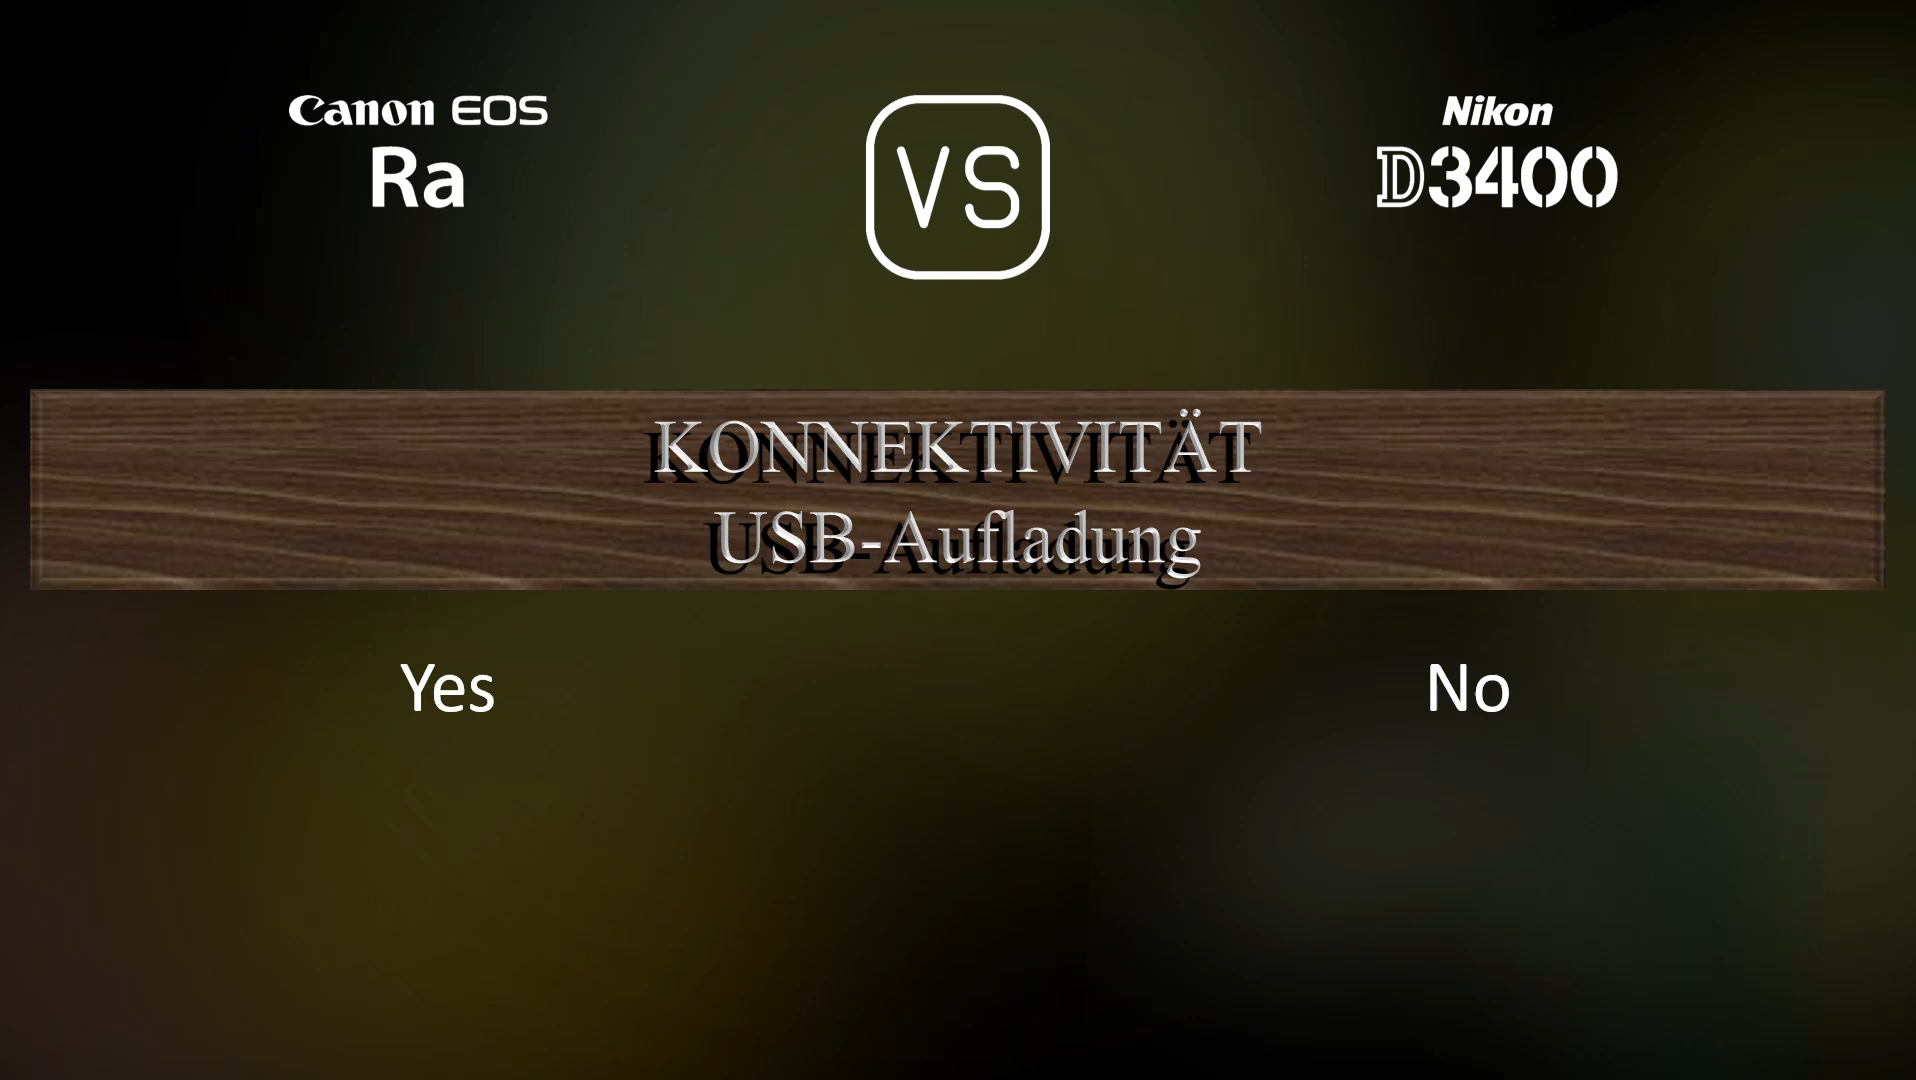 Canon EOS
Ra
VS
Nikon
D3400
KONNEKTIVITÄT
USB-Aufladung
Yes
No